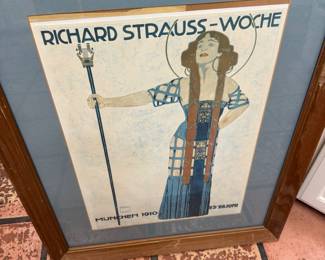 RICHARD STRAUSS-WOCHE
MÜNCHEN 1910